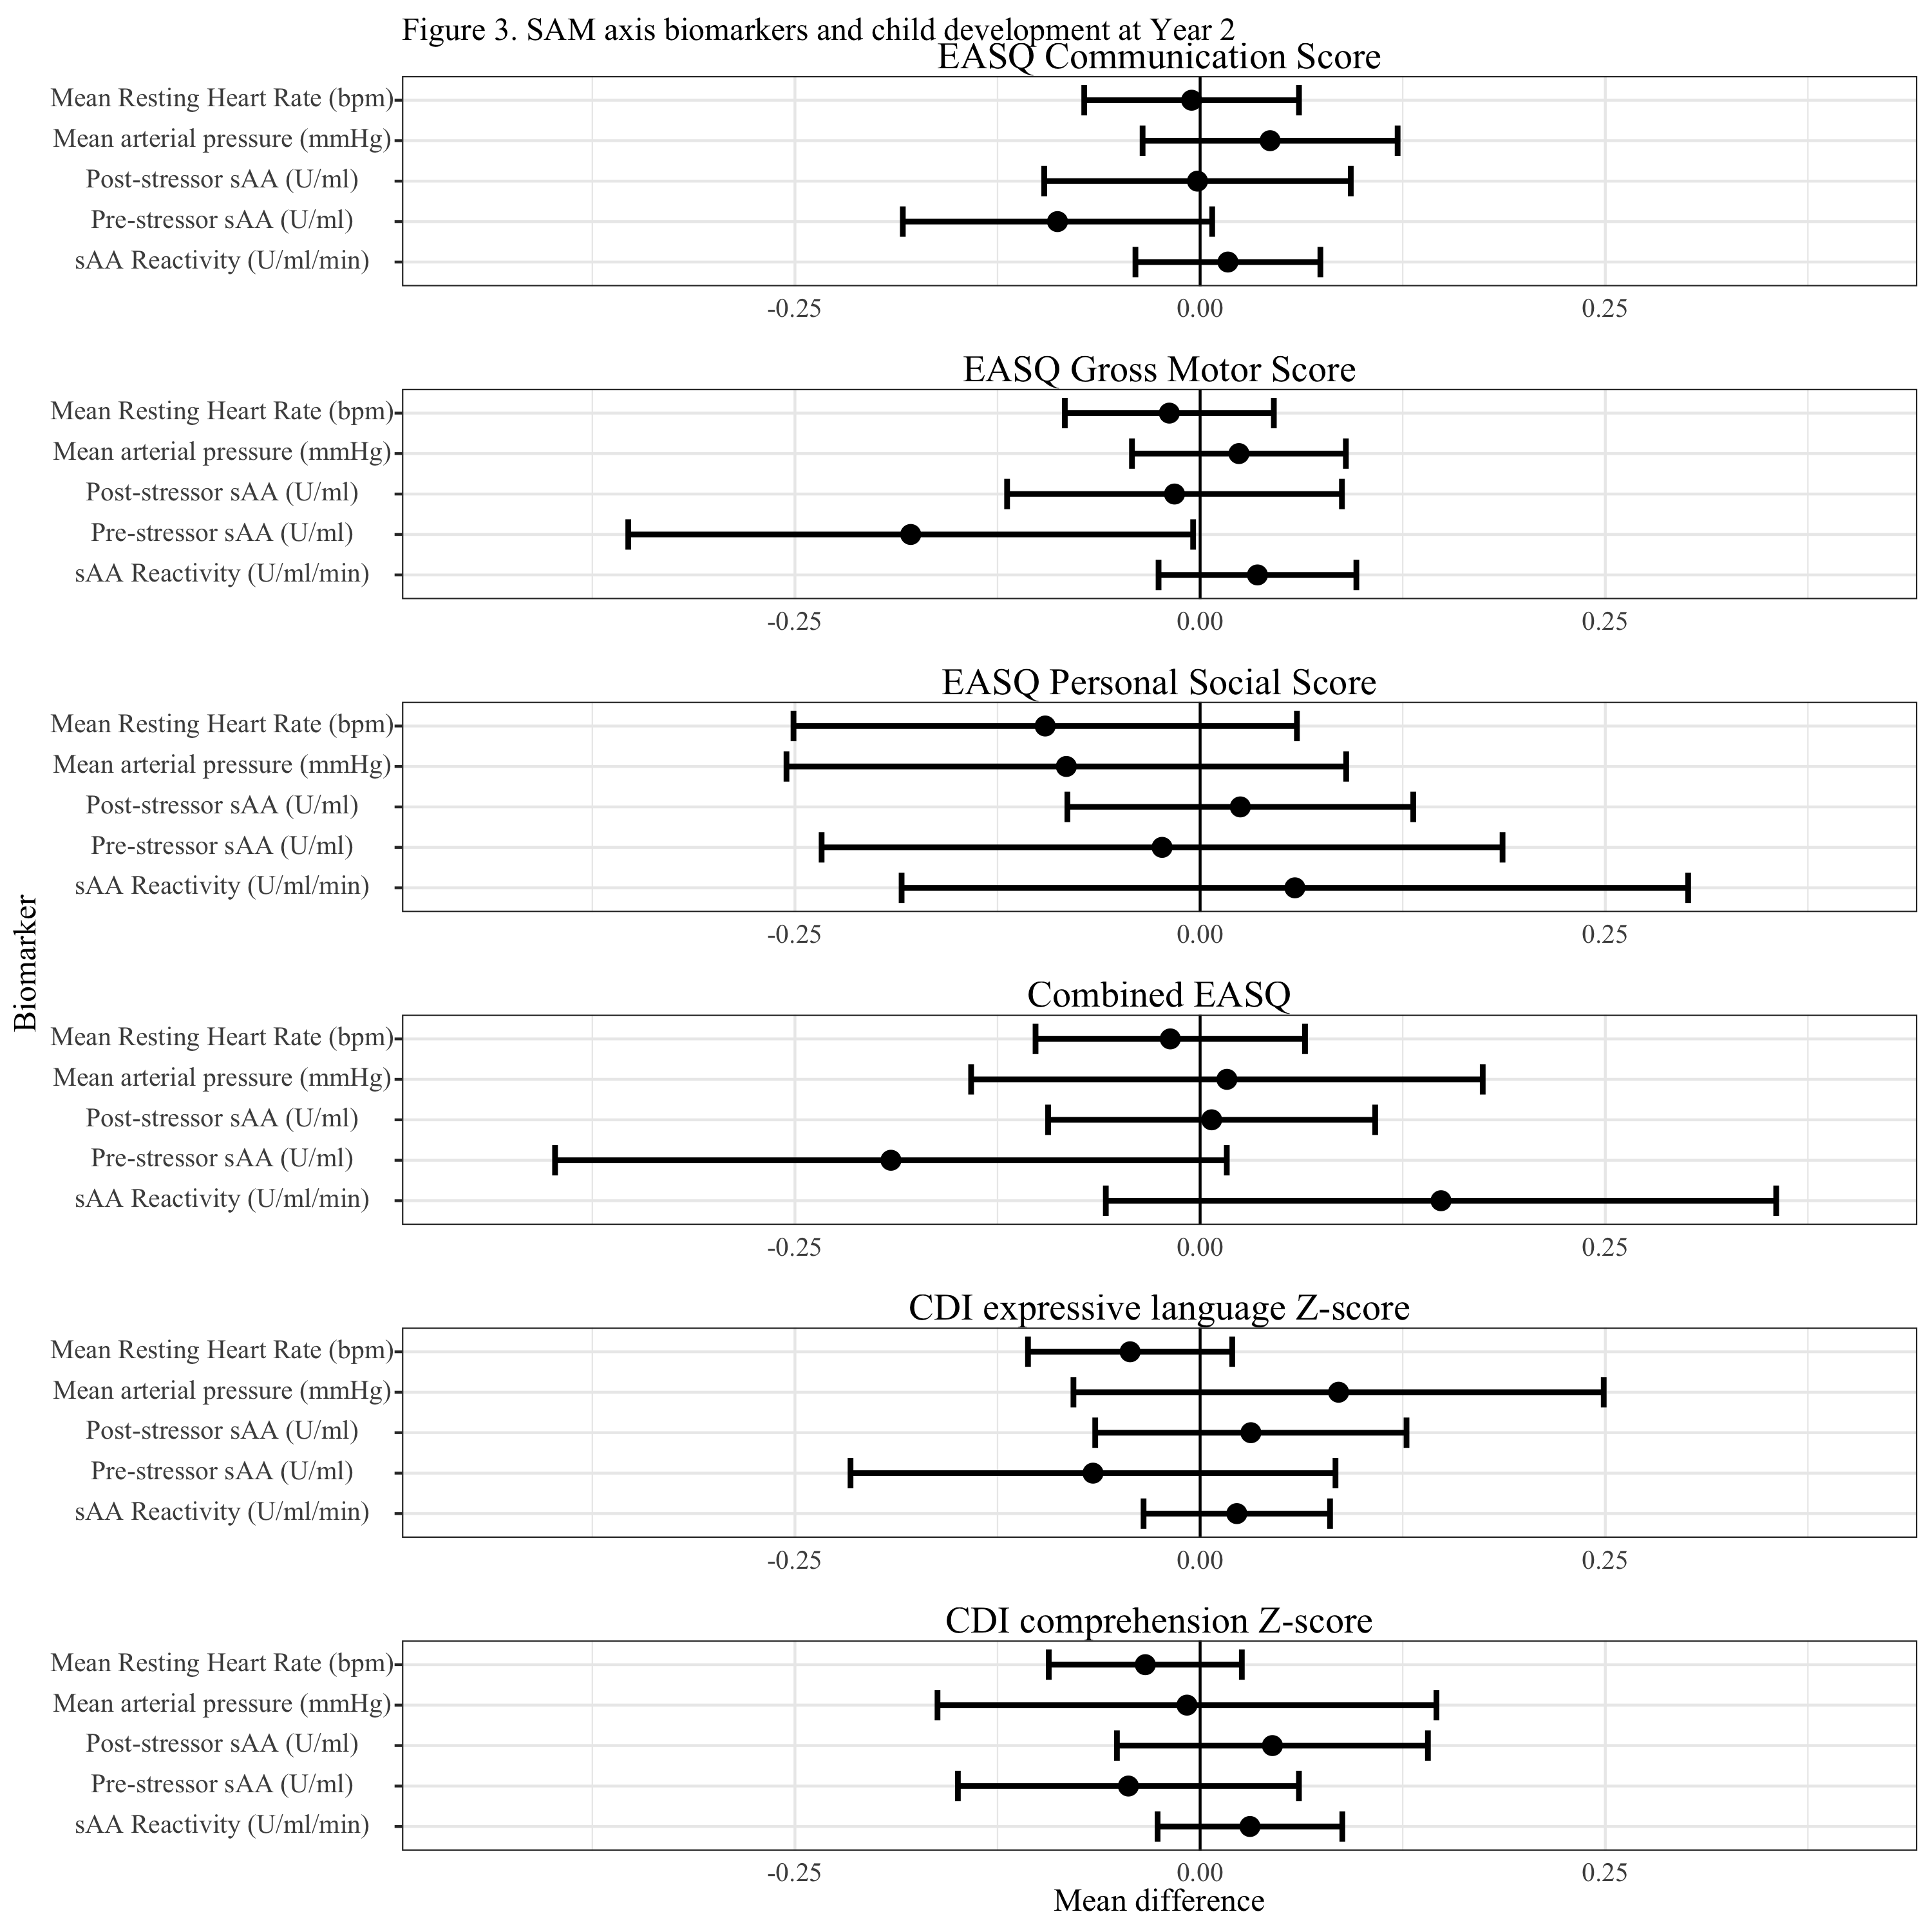 Figure 3. SAM axis biomarkers and child development at Year 2
EASQ Communication Score
Mean Resting Heart Rate (bpm)
Mean arterial pressure (mmHg)
Post-stressor sAA (U/ml)
Pre-stressor sAA (U/ml)
sAA Reactivity (U/ml/min)
-0.25 0.00 0.25
EASQ Gross Motor Score
Mean Resting Heart Rate (bpm)
Mean arterial pressure (mmHg)
Post-stressor sAA (U/ml)
Pre-stressor sAA (U/ml)
sAA Reactivity (U/ml/min)
-0.25 0.00 0.25
EASQ Personal Social Score
Mean Resting Heart Rate (bpm)
Mean arterial pressure (mmHg)
Post-stressor sAA (U/ml)
Pre-stressor sAA (U/ml)
sAA Reactivity (U/ml/min)
-0.25 0.00 0.25
Biomarker
Combined EASQ
Mean Resting Heart Rate (bpm)
Mean arterial pressure (mmHg)
Post-stressor sAA (U/ml)
Pre-stressor sAA (U/ml)
sAA Reactivity (U/ml/min)
-0.25 0.00 0.25
CDI expressive language Z-score
Mean Resting Heart Rate (bpm)
Mean arterial pressure (mmHg)
Post-stressor sAA (U/ml)
Pre-stressor sAA (U/ml)
sAA Reactivity (U/ml/min)
-0.25 0.00 0.25
CDI comprehension Z-score
Mean Resting Heart Rate (bpm)
Mean arterial pressure (mmHg)
Post-stressor sAA (U/ml)
Pre-stressor sAA (U/ml)
sAA Reactivity (U/ml/min)
-0.25 0.00 0.25
Mean difference